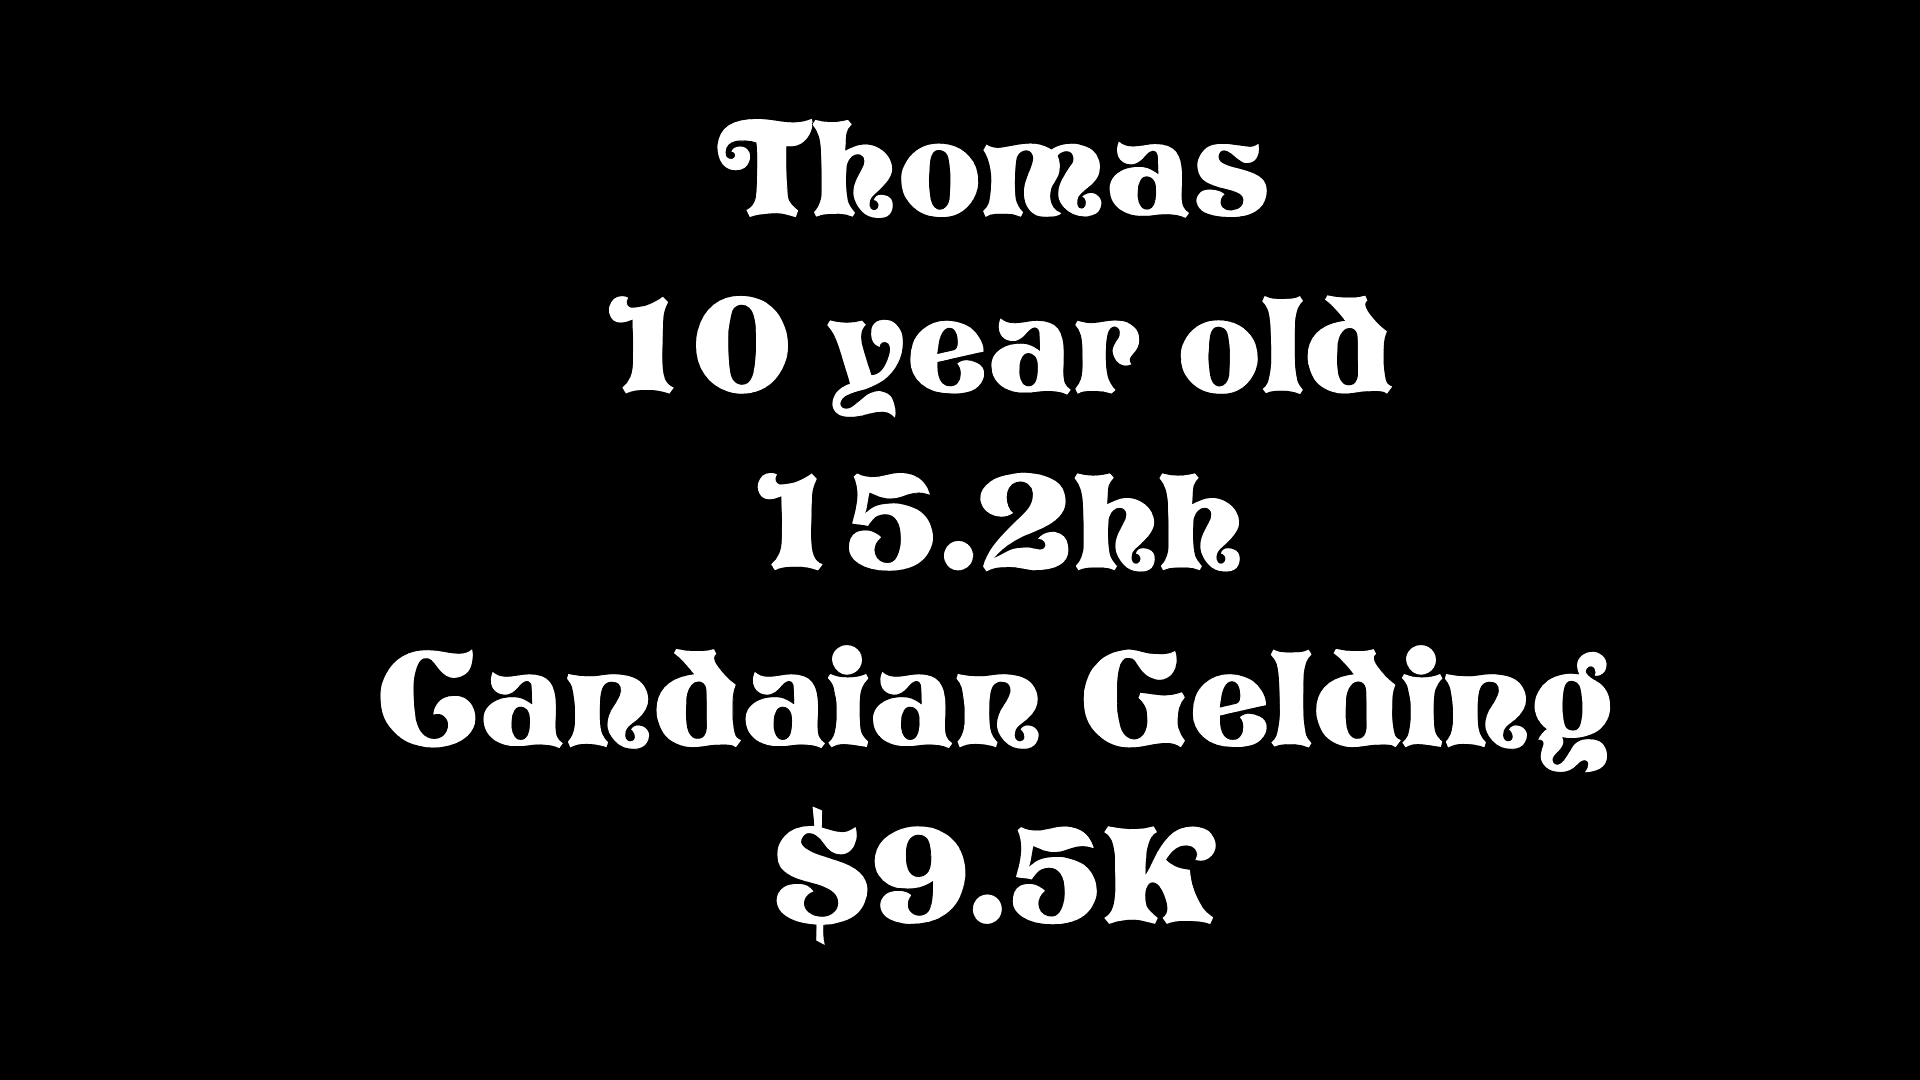 Thomas
10 year old
15.2hh
Candaian Gelding
$9.5K